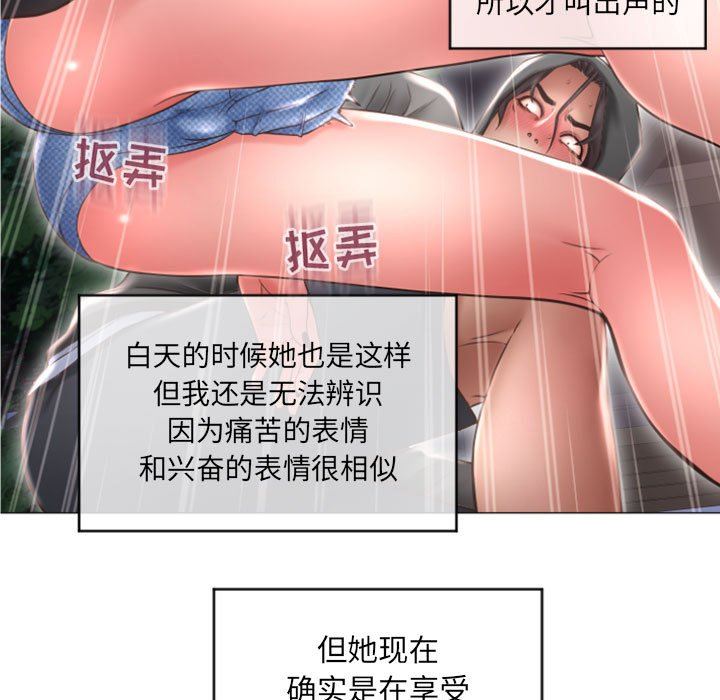 所以才叫出声的
抠弄
抠弄
白天的时候她也是这样
但我还是无法辨识
因为痛苦的表情
和兴奋的表情很相似
但她现在
确实是在享受